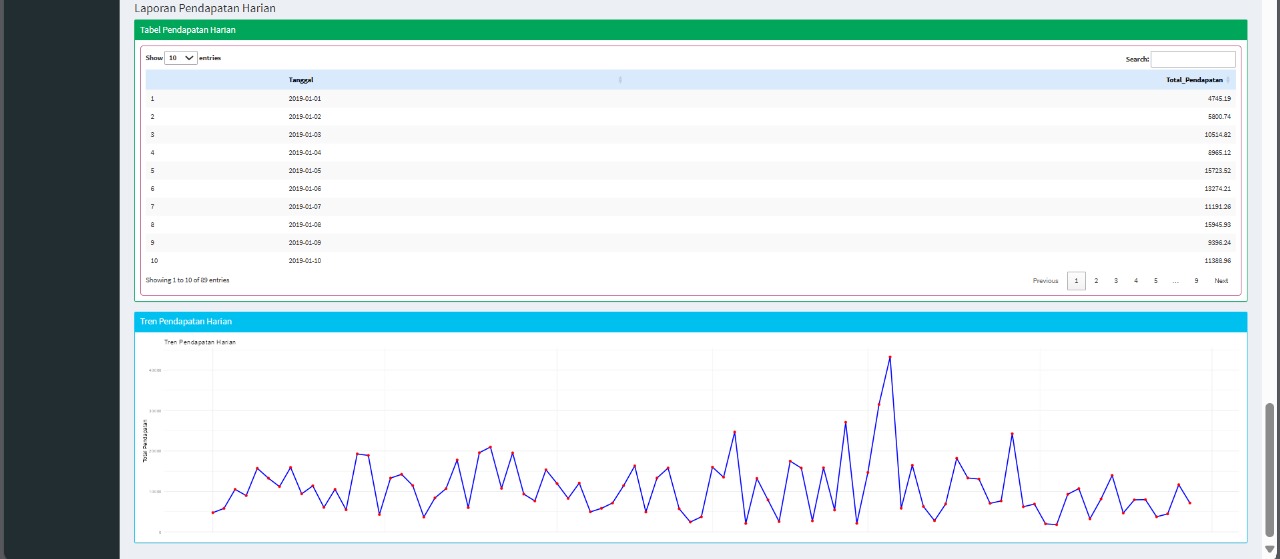 Laporan Pendapatan Harian
Tabel Pendapatan Harian
Show 10 entries
Search:
Tanggal Total_Pendapatan
1 2019-01-01 4745.19
2 2019-01-02 5800.74
3 2019-01-03 10514.82
4 2019-01-04 8965.12
5 2019-01-05 15723.52
6 2019-01-06 13274.21
7 2019-01-07 11191.26
8 2019-01-08 15945.93
9 2019-01-09 9396.24
10 2019-01-10 11388.96
Showing 1 to 10 of 89 entries
Previous 1 2 3 4 5 ... 9 Next
Tren Pendapatan Harian
Tren Pendapatan Harian
Total Pendapatan
0